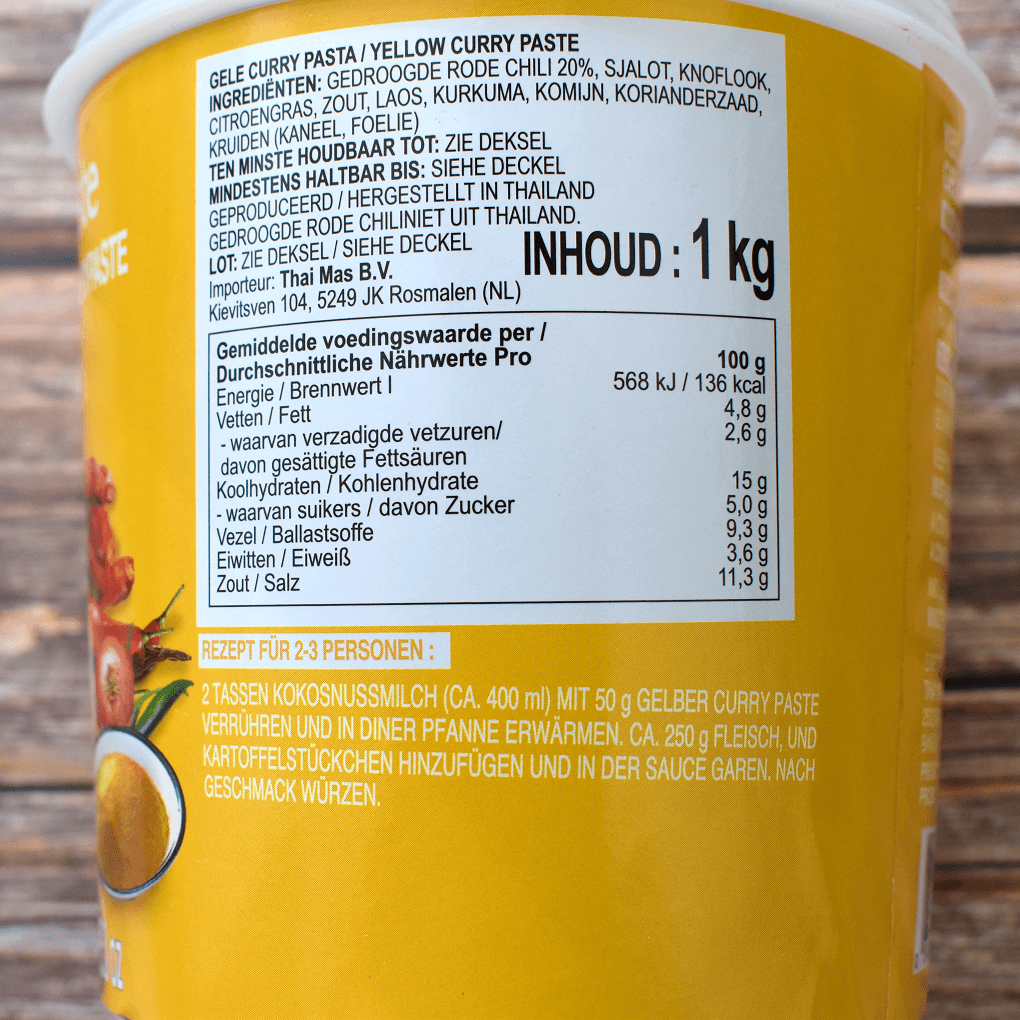 e
PASTE
GELE CURRY PASTA / YELLOW CURRY PASTE
INGREDIËNTEN: GEDROOGDE RODE CHILI 20%, SJALOT, KNOFLOOK,
CITROENGRAS, ZOUT, LAOS, KURKUMA, KOMIJN, KORIANDERZAAD,
KRUIDEN (KANEEL, FOELIE)
TEN MINSTE HOUDBAAR TOT: ZIE DEKSEL
MINDESTENS HALTBAR BIS: SIEHE DECKEL
GEPRODUCEERD / HERGESTELLT IN THAILAND
GEDROOGDE RODE CHILINIET UIT THAILAND.
LOT: ZIE DEKSEL / SIEHE DECKEL
INHOUD : 1 kg
Importeur: Thai Mas B.V.
Kievitsven 104, 5249 JK Rosmalen (NL)
Gemiddelde voedingswaarde per /
Durchschnittliche Nährwerte Pro 100 g
Energie / Brennwert I 568 kJ / 136 kcal
Vetten / Fett 4,8 g
- waarvan verzadigde vetzuren/ 2,6 g
davon gesättigte Fettsäuren
Koolhydraten / Kohlenhydrate 15 g
- waarvan suikers / davon Zucker 5,0 g
Vezel / Ballastsoffe 9,3 g
Eiwitten / Eiweiß 3,6 g
Zout / Salz 11,3 g
REZEPT FÜR 2-3 PERSONEN :
2 TASSEN KOKOSNUSSMILCH (CA. 400 ml) MIT 50 g GELBER CURRY PASTE
VERRÜHREN UND IN DINER PFANNE ERWÄRMEN. CA. 250 g FLEISCH, UND
KARTOFFELSTÜCKCHEN HINZUFÜGEN UND IN DER SAUCE GAREN. NACH
GESCHMACK WÜRZEN.